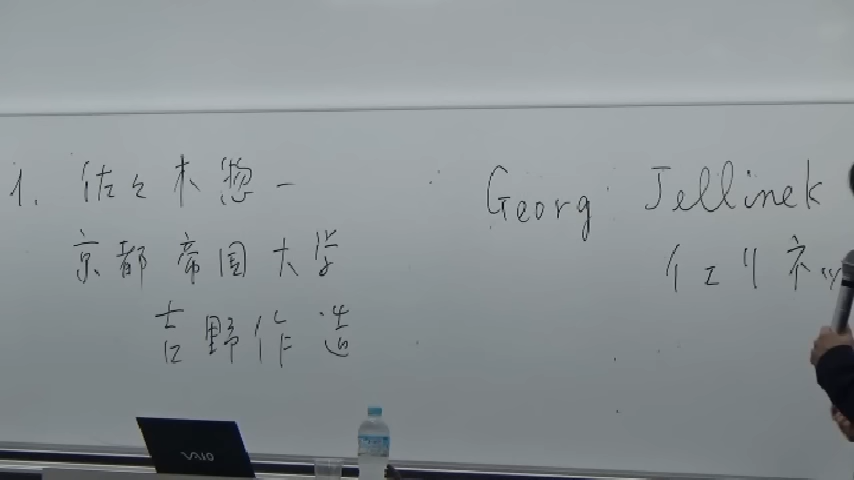 1. 佐々木惣一
京都帝国大学
吉野作造
Georg Jellinek
イェリネッ
VAIO